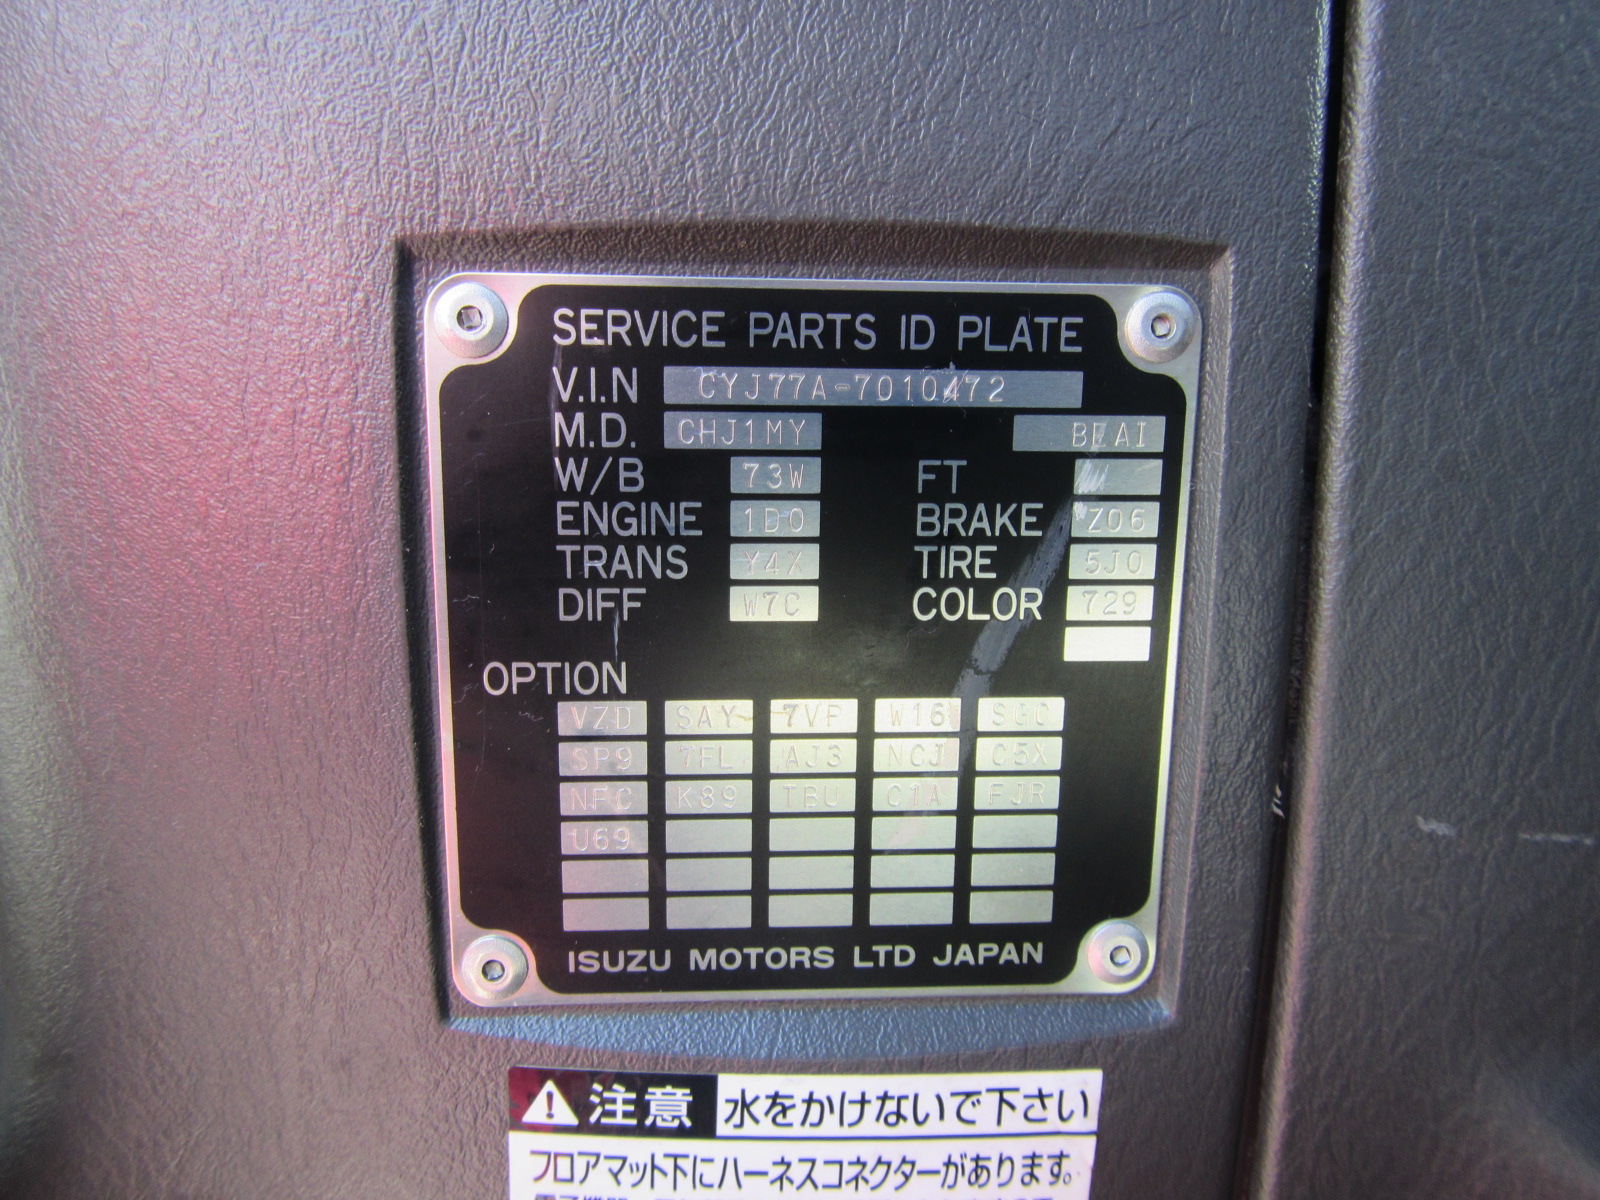 SERVICE PARTS ID PLATE
V.I.N CYJ77A-7010472
M.D. CHJ1MY BEAI
W/B 73W FT
ENGINE 1D0 BRAKE Z06
TRANS Y4X TIRE 5J0
DIFF W7C COLOR 729
OPTION
VZD SAY 7VP W16 SGC
SP9 7FL AJ3 NCJ C5X
NFC K89 TBU C1A FJR
U69
ISUZU MOTORS LTD JAPAN
注意 水をかけないで下さい
フロアマット下にハーネスコネクターがあります。